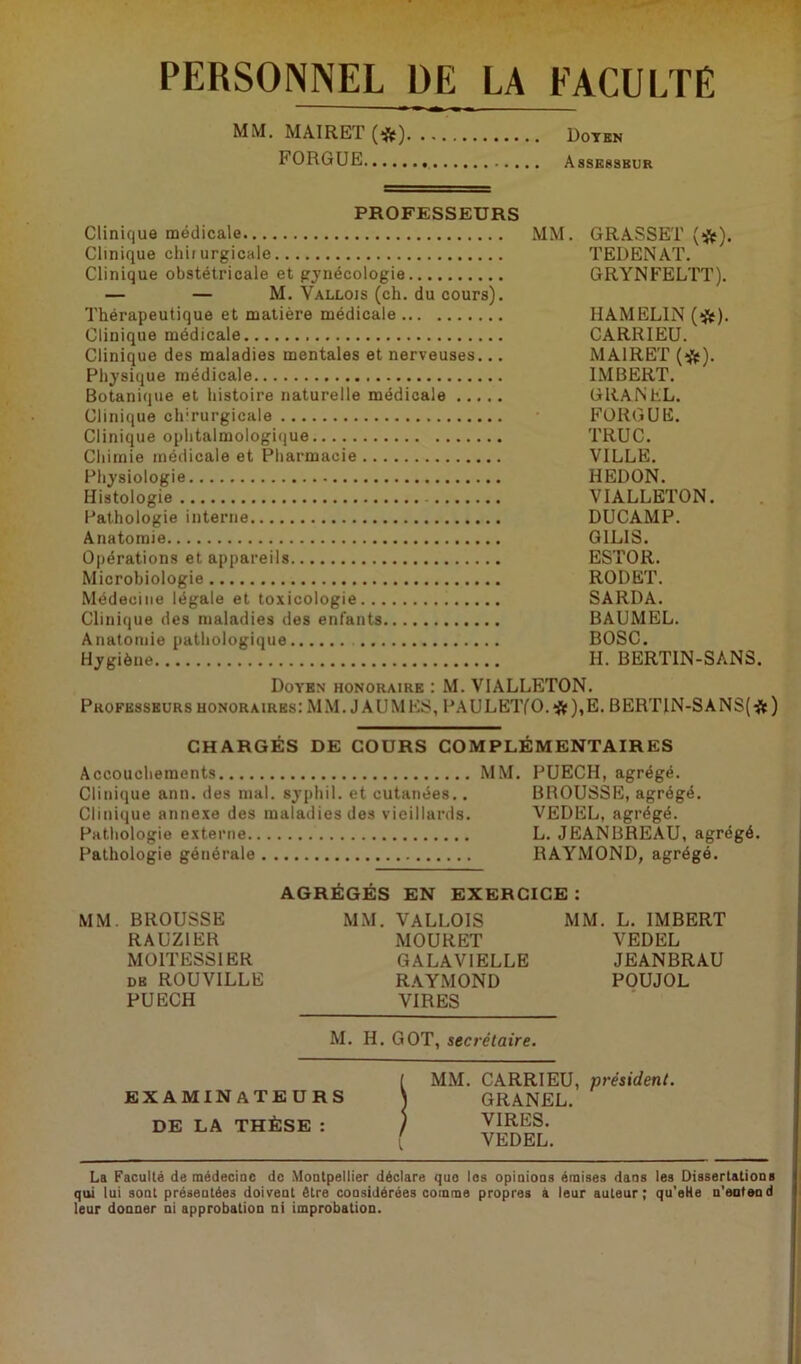 PERSONNEL DE LA FACULTÉ
MM. MAIRET (✻)............. DOYEN
FORGUE.................... ASSESSEUR
PROFESSEURS
Clinique médicale.......................... MM. GRASSET (✻).
Clinique chirurgicale....................... TEDENAT.
Clinique obstétricale et gynécologie.......... GRYNFELTT).
— — M. VALLOIS (ch. du cours).
Thérapeutique et matière médicale ........... HAMELIN (✻).
Clinique médicale.......................... CARRIEU.
Clinique des maladies mentales et nerveuses... MAIRET (✻).
Physique médicale......................... IMBERT.
Botanique et histoire naturelle médicale ..... GRANEL.
Clinique ch:rurgicale ...................... FORGUE.
Clinique ophtalmologique................... TRUC.
Chimie médicale et Pharmacie .............. VILLE.
Physiologie............................... HEDON.
Histologie ................................ VIALLETON.
Pathologie interne......................... DUCAMP.
Anatomie................................. GILIS.
Opérations et appareils..................... ESTOR.
Microbiologie ............................. RODET.
Médecine légale et toxicologie.............. SARDA.
Clinique des maladies des enfants............ BAUMEL.
Anatomie pathologique..................... BOSC.
Hygiène.................................. H. BERTIN-SANS.
DOYEN HONORAIRE : M. VIALLETON.
PROFESSEURS HONORAIRES: MM. JAUMES, PAULET(O.✻), E. BERTIN-SANS(✻)
CHARGÉS DE COURS COMPLÉMENTAIRES
Accouchements......................... MM. PUECH, agrégé.
Clinique ann. des mal. syphil. et cutanées.. BROUSSE, agrégé.
Clinique annexe des maladies des vieillards. VEDEL, agrégé.
Pathologie externe...................... L. JEANBREAU, agrégé.
Pathologie générale ..................... RAYMOND, agrégé.
AGRÉGÉS EN EXERCICE :
MM. BROUSSE MM. VALLOIS MM. L. IMBERT
RAUZIER MOURET VEDEL
MOITESSIER GALAVIELLE JEANBRAU
DE ROUVILLE RAYMOND POUJOL
PUECH VIRES
M. H. GOT, secrétaire.
MM. CARRIEU, président.
EXAMINATEURS GRANEL.
DE LA THÈSE : VIRES.
VEDEL.
La Faculté de médecine de Montpellier déclare que les opinions émises dans les Dissertations
qui lui sont présentées doivent être considérées comme propres à leur auteur; qu'elle n'entend
leur donner ni approbation ni improbation.